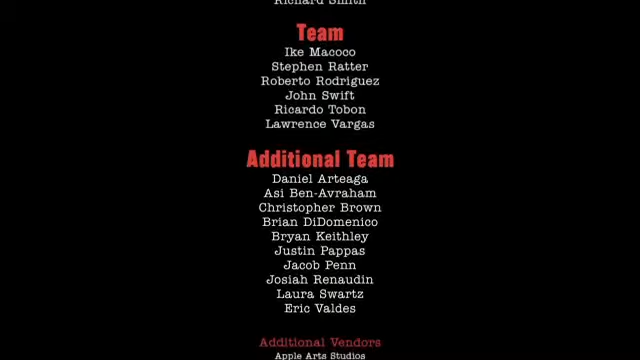 Richard Smith
Team
Ike Macoco
Stephen Ratter
Roberto Rodriguez
John Swift
Ricardo Tobon
Lawrence Vargas
Additional Team
Daniel Arteaga
Asi Ben-Avraham
Christopher Brown
Brian DiDomenico
Bryan Keithley
Justin Pappas
Jacob Penn
Josiah Renaudin
Laura Swartz
Eric Valdes
Additional Vendors
Apple Arts Studios